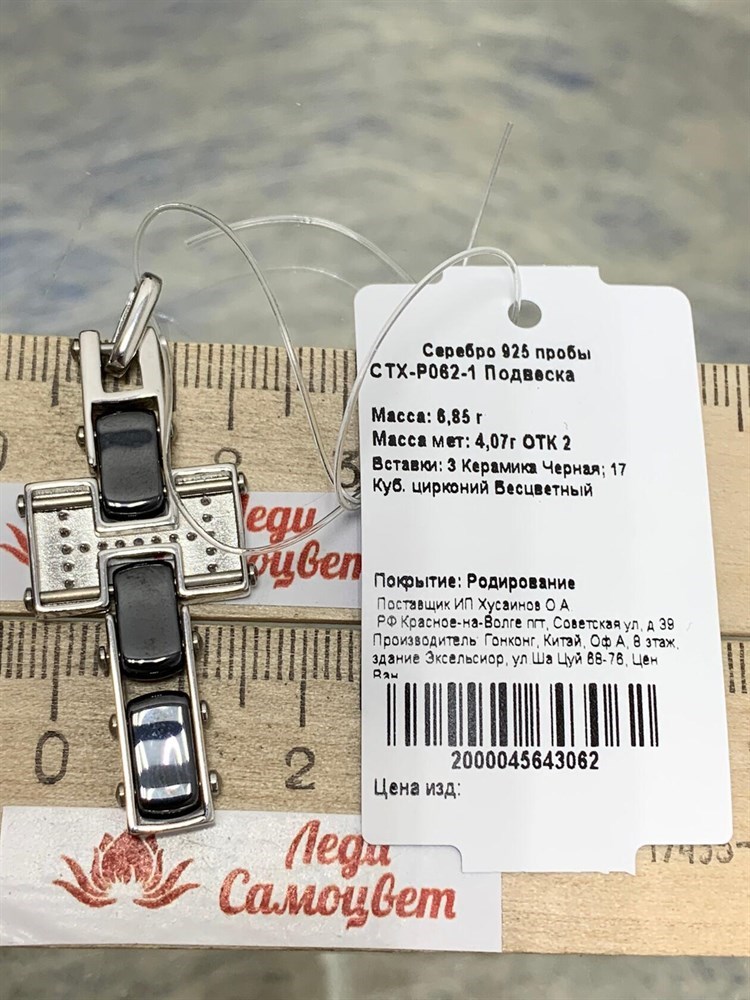 Серебро 925 пробы
СТХ-Р062-1 Подвеска
Масса: 6,85 г
Масса мет: 4,07г ОТК 2
Вставки: 3 Керамика Черная; 17
Куб. цирконий Бесцветный
Покрытие: Родирование
Поставщик ИП Хусаинов О.А.
РФ Красное-на-Волге пгт, Советская ул, д 39
Производитель: Гонконг, Китай, Оф А, 8 этаж,
здание Эксельсиор, ул Ша Цуй 68-76, Цен
Ван
2000045643062
Цена изд:
3
Леди
Самоцвет
0
2
17435-
Леди
Самоцвет